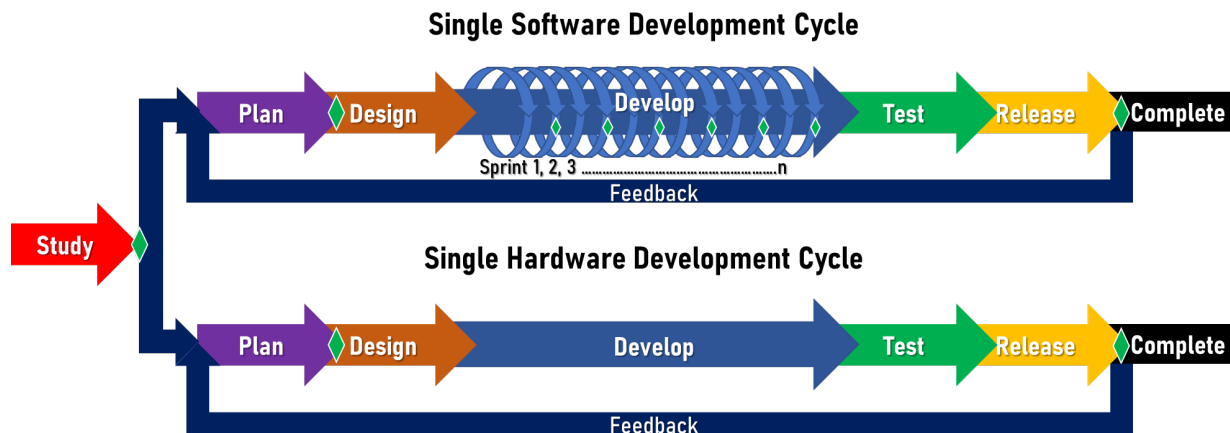 Single Software Development Cycle
Plan
Design
Develop
Test
Release
Complete
Sprint 1, 2, 3 ………………………………………………….n
Feedback
Study
Single Hardware Development Cycle
Plan
Design
Develop
Test
Release
Complete
Feedback